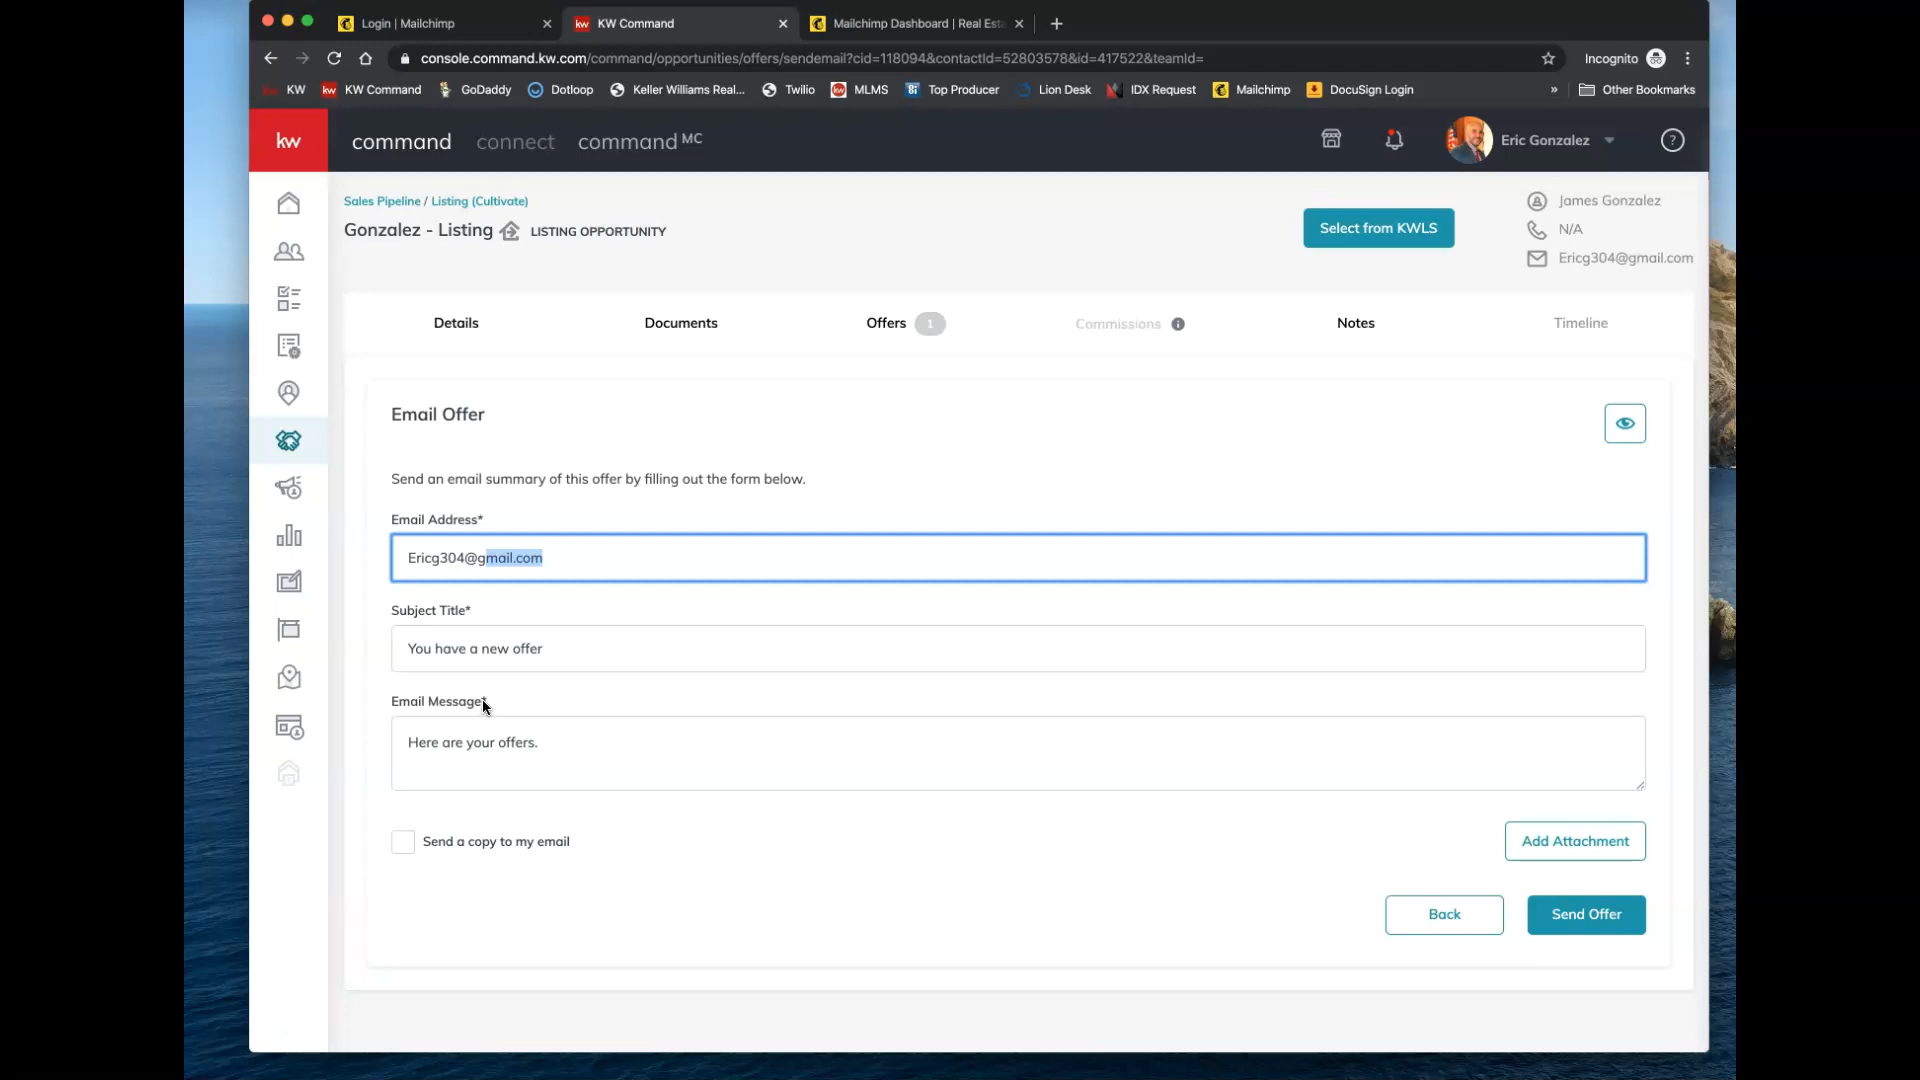 Login | Mailchimp
KW Command
Mailchimp Dashboard | Real Est
console.command.kw.com/command/opportunities/offers/sendemail?cid=118094&contactId=52803578&id=417522&teamId=
Incognito
KW
KW Command
GoDaddy
Dotloop
Keller Williams Real...
Twilio
MLMS
Top Producer
Lion Desk
IDX Request
Mailchimp
DocuSign Login
»
Other Bookmarks
kw
command
connect
command MC
Eric Gonzalez
?
Sales Pipeline / Listing (Cultivate)
Gonzalez - Listing
LISTING OPPORTUNITY
Select from KWLS
James Gonzalez
N/A
Ericg304@gmail.com
Details
Documents
Offers 1
Commissions
Notes
Timeline
Email Offer
Send an email summary of this offer by filling out the form below.
Email Address*
Ericg304@gmail.com
Subject Title*
You have a new offer
Email Message*
Here are your offers.
Send a copy to my email
Add Attachment
Back
Send Offer